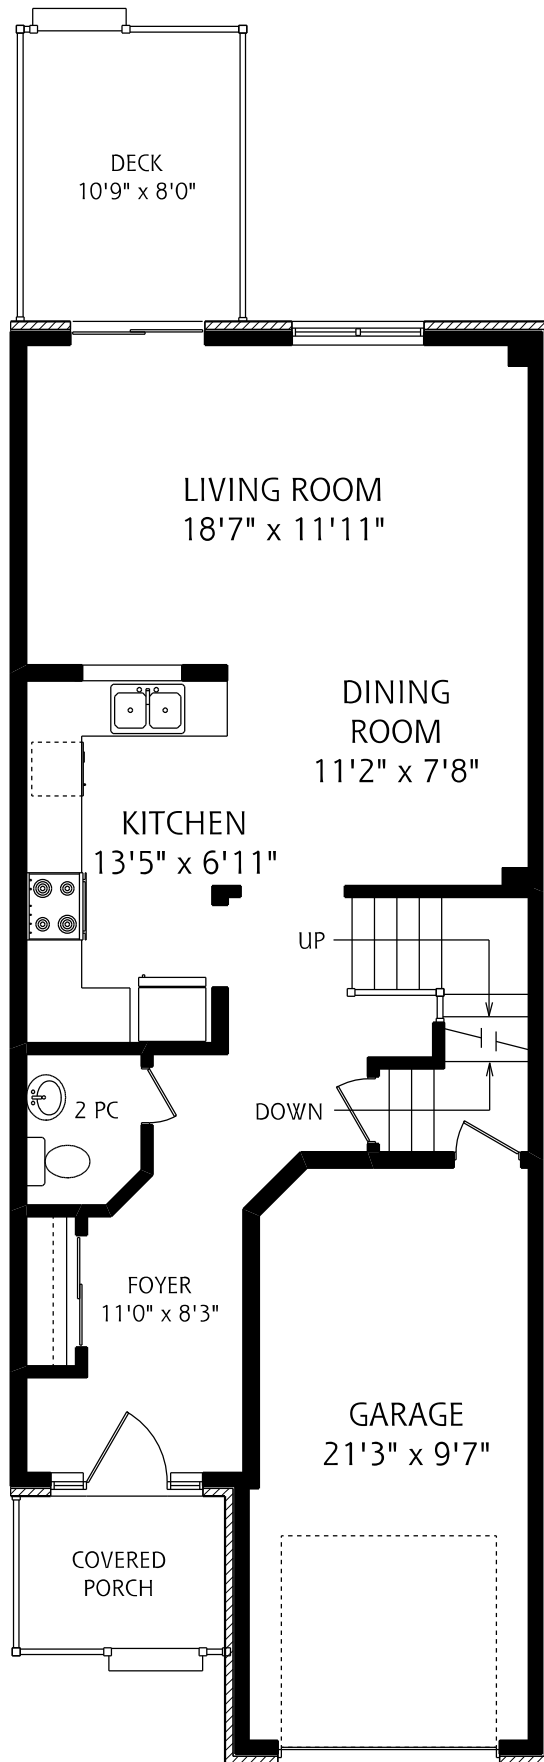 DECK
10'9" x 8'0"
LIVING ROOM
18'7" x 11'11"
DINING
ROOM
11'2" x 7'8"
KITCHEN
13'5" x 6'11"
UP
2 PC
DOWN
FOYER
11'0" x 8'3"
GARAGE
21'3" x 9'7"
COVERED
PORCH